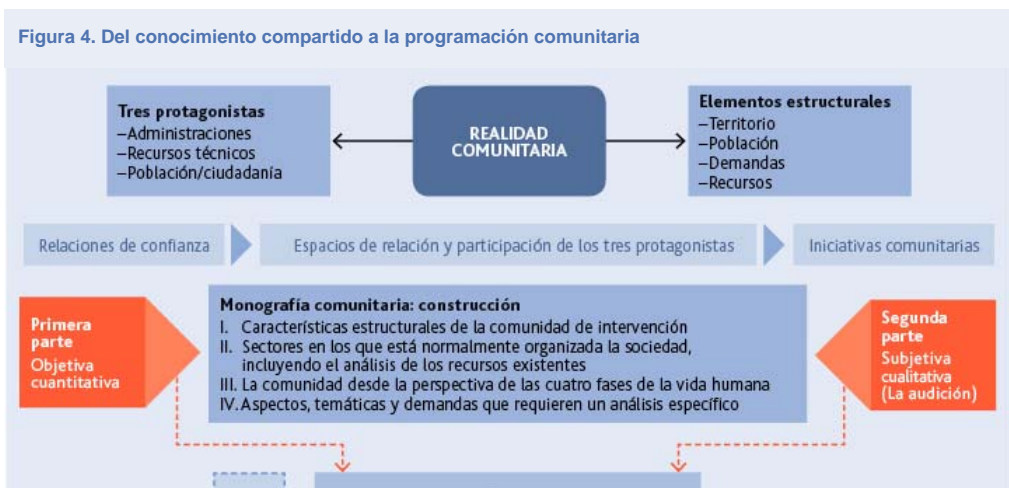 Figura 4. Del conocimiento compartido a la programación comunitaria
Tres protagonistas
–Administraciones
–Recursos técnicos
–Población/ciudadanía
REALIDAD
COMUNITARIA
Elementos estructurales
–Territorio
–Población
–Demandas
–Recursos
Relaciones de confianza
Espacios de relación y participación de los tres protagonistas
Iniciativas comunitarias
Primera
parte
Objetiva
cuantitativa
Monografía comunitaria: construcción
I. Características estructurales de la comunidad de intervención
II. Sectores en los que está normalmente organizada la sociedad,
incluyendo el análisis de los recursos existentes
III. La comunidad desde la perspectiva de las cuatro fases de la vida humana
IV. Aspectos, temáticas y demandas que requieren un análisis específico
Segunda
parte
Subjetiva
cualitativa
(La audición)